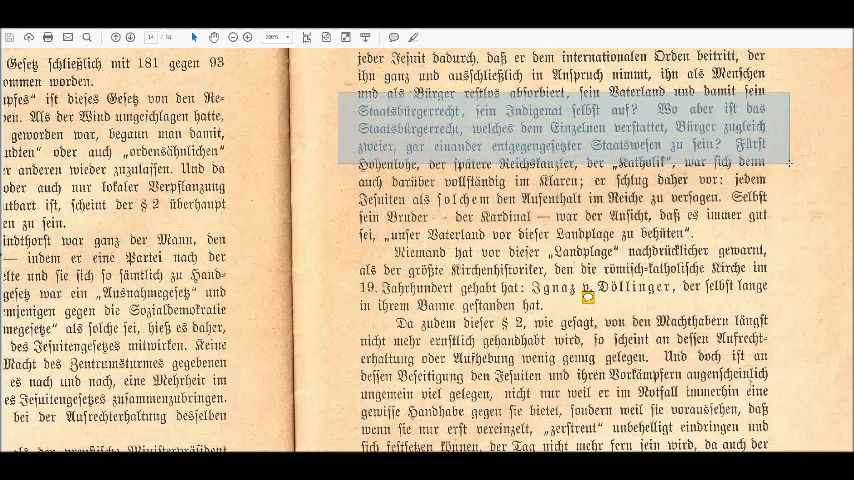 14 / 16
200%
Gesetz schließlich mit 181 gegen 93
ommen worden.
pfes" ist dieses Gesetz von den Re-
en. Als der Wind umgeschlagen hatte,
geworden war, begann man damit,
ndten" oder auch „ordensähnlichen"
er anderen wieder zuzulassen. Und da
oder auch nur lokaler Verpflanzung
utbart ist, scheint der § 2 überhaupt
en zu sein.
indthorst war ganz der Mann, den
— indem er eine Partei nach der
elte und sie sich so sämtlich zu Hand-
gesetz war ein „Ausnahmegesetz" und
emjenigen gegen die Sozialdemokratie
megesetze" als solche sei, hieß es daher,
des Jesuitengesetzes mitwirken. Keine
Macht des Zentrumsturmes gegebenen
es nach und nach, eine Mehrheit im
es Jesuitengesetzes zusammenzubringen.
bei der Aufrechterhaltung desselben
als der preußische Ministerpräsident
jeder Jesuit dadurch, daß er dem internationalen Orden beitritt, der
ihn ganz und ausschließlich in Anspruch nimmt, ihn als Menschen
und als Bürger restlos absorbiert, sein Vaterland und damit sein
Staatsbürgerrecht, sein Indigenat selbst auf? Wo aber ist das
Staatsbürgerrecht, welches dem Einzelnen verstattet, Bürger zugleich
zweier, gar einander entgegengesetzter Staatswesen zu sein? Fürst
Hohenlohe, der spätere Reichskanzler, der „Katholik", war sich denn
auch darüber vollständig im Klaren; er schlug daher vor: jedem
Jesuiten als solchem den Aufenthalt im Reiche zu versagen. Selbst
sein Bruder — der Kardinal — war der Ansicht, daß es immer gut
sei, „unser Vaterland vor dieser Landplage zu behüten".
Niemand hat vor dieser „Landplage" nachdrücklicher gewarnt,
als der größte Kirchenhistoriker, den die römisch-katholische Kirche im
19. Jahrhundert gehabt hat: Ignaz v. Döllinger, der selbst lange
in ihrem Banne gestanden hat.
Da zudem dieser § 2, wie gesagt, von den Machthabern längst
nicht mehr ernstlich gehandhabt wird, so scheint an dessen Aufrecht-
erhaltung oder Aufhebung wenig genug gelegen. Und doch ist an
dessen Beseitigung den Jesuiten und ihren Vorkämpfern augenscheinlich
ungemein viel gelegen, nicht nur weil er im Notfall immerhin eine
gewisse Handhabe gegen sie bietet, sondern weil sie voraussehen, daß
wenn sie nur erst vereinzelt, „zerstreut" unbehelligt eindringen und
sich festsetzen können, der Tag nicht mehr fern sein wird, da auch der